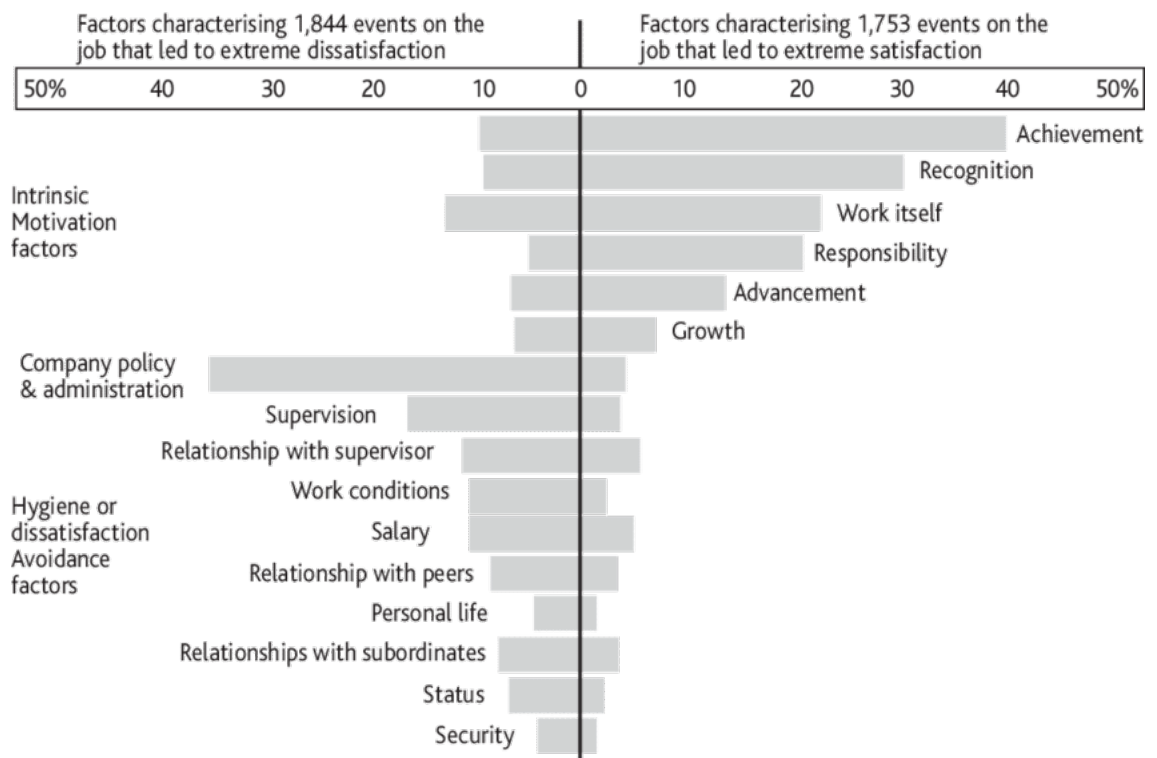 Factors characterising 1,844 events on the
job that led to extreme dissatisfaction
Factors characterising 1,753 events on the
job that led to extreme satisfaction
50% 40 30 20 10 0 10 20 30 40 50%
Achievement
Recognition
Intrinsic
Motivation
factors
Work itself
Responsibility
Advancement
Growth
Company policy
& administration
Supervision
Relationship with supervisor
Work conditions
Hygiene or
dissatisfaction
Avoidance
factors
Salary
Relationship with peers
Personal life
Relationships with subordinates
Status
Security